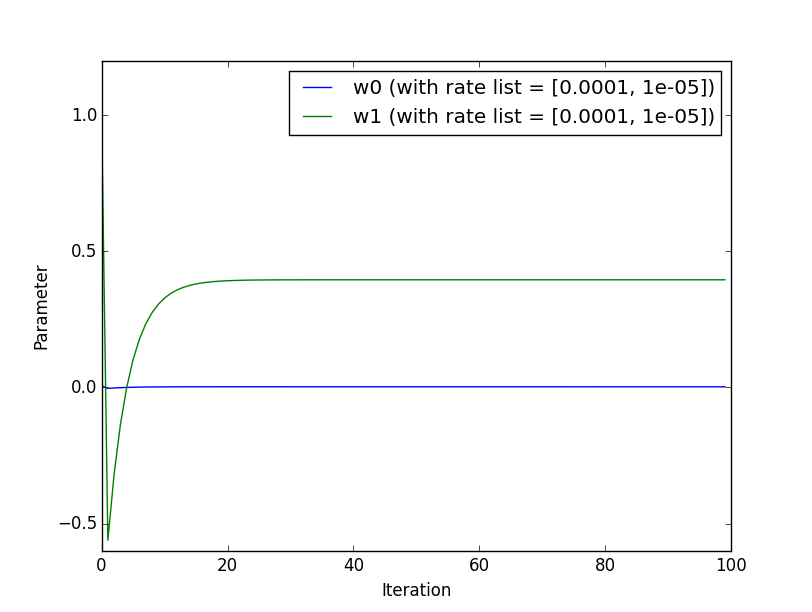 w0 (with rate list = [0.0001, 1e-05])
w1 (with rate list = [0.0001, 1e-05])
1.0
0.5
0.0
−0.5
Parameter
0 20 40 60 80 100
Iteration